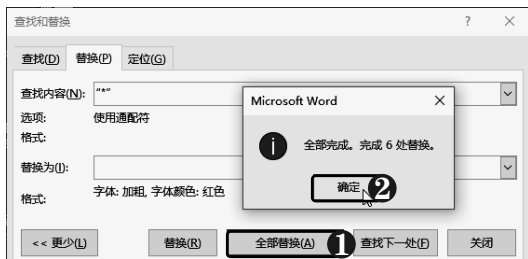 查找和替换 ? ×
查找(D) 替换(P) 定位(G)
查找内容(N): “*”
选项: 使用通配符
格式:
替换为(I):
格式: 字体: 加粗, 字体颜色: 红色
<< 更少(L) 替换(R) 全部替换(A) 1 查找下一处(F) 关闭
Microsoft Word ×
i 全部完成。完成 6 处替换。
确定 2